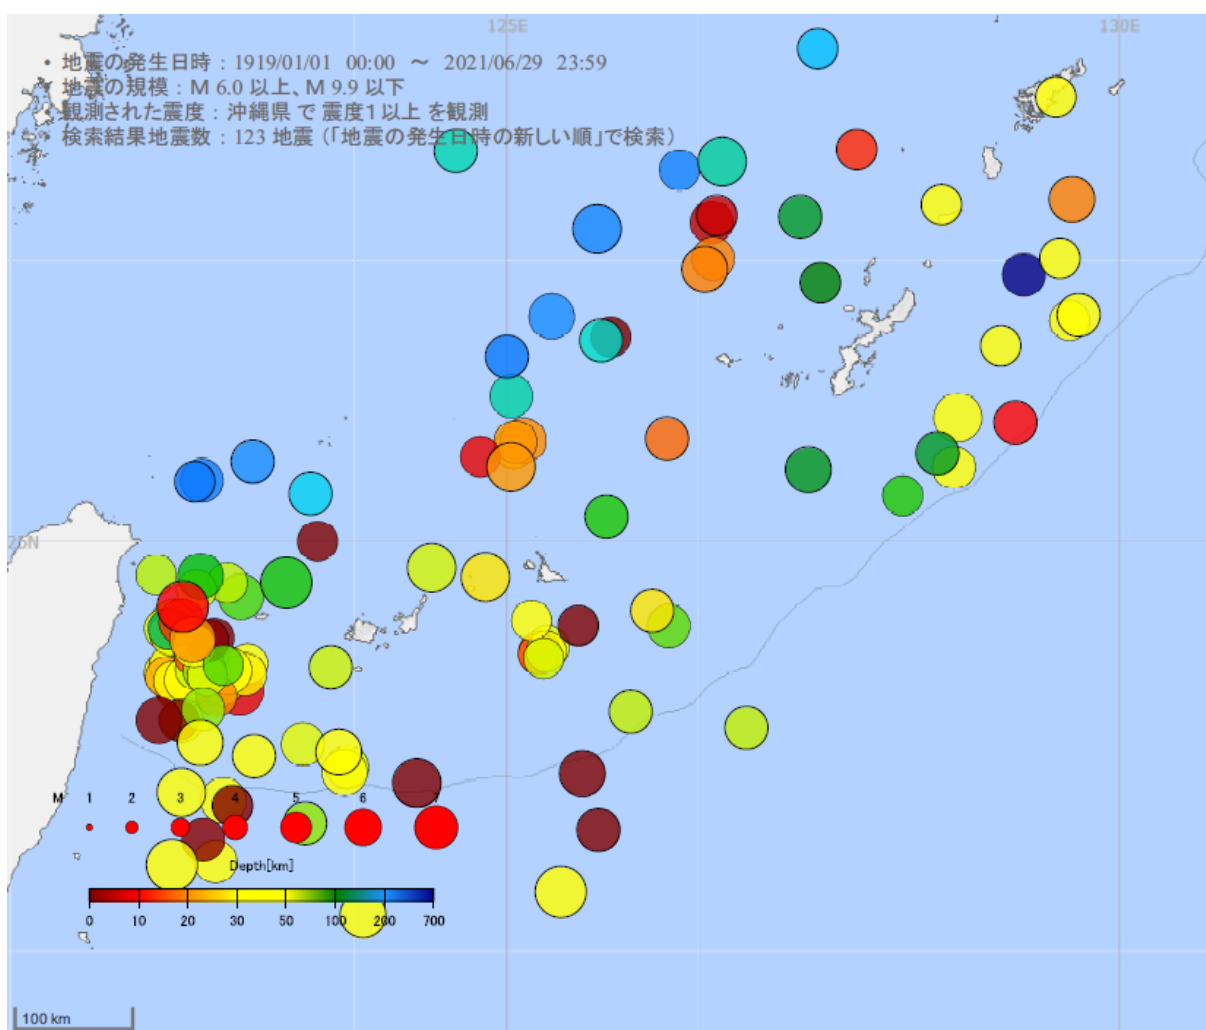 125E 130E
• 地震の発生日時 : 1919/01/01 00:00 ~ 2021/06/29 23:59
• 地震の規模 : M 6.0 以上、M 9.9 以下
• 観測された震度 : 沖縄県 で 震度1以上 を観測
• 検索結果地震数 : 123 地震 (「地震の発生日時の新しい順」で検索)
25N
M 1 2 3 4 5 6 7
Depth[km]
0 10 20 30 50 100 200 700
100 km